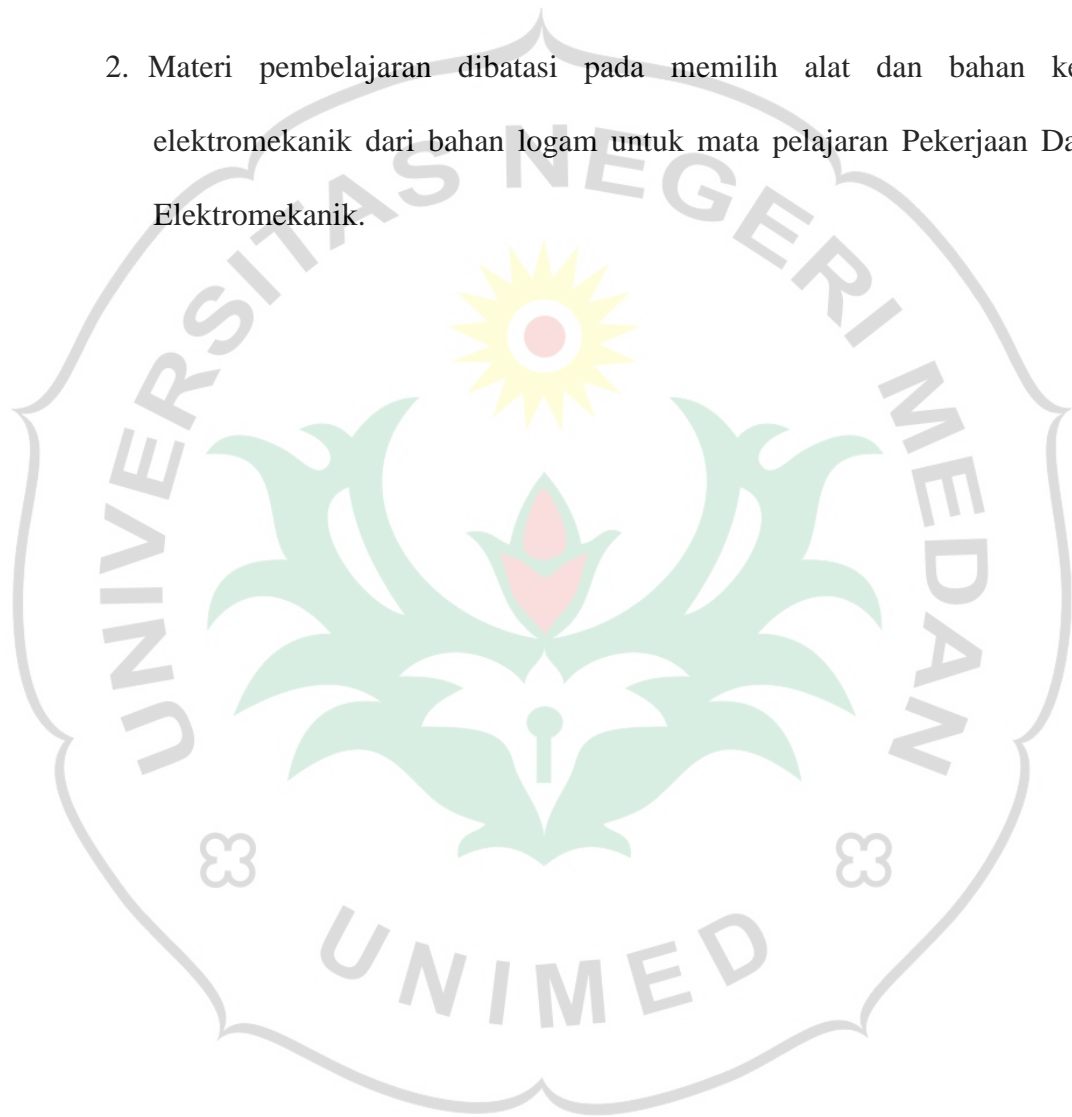 2. Materi pembelajaran dibatasi pada memilih alat dan bahan
elektromekanik dari bahan logam untuk mata pelajaran Pekerjaan
Elektromekanik.
UNIVERSITAS NEGERI MEDAN
UNIMED